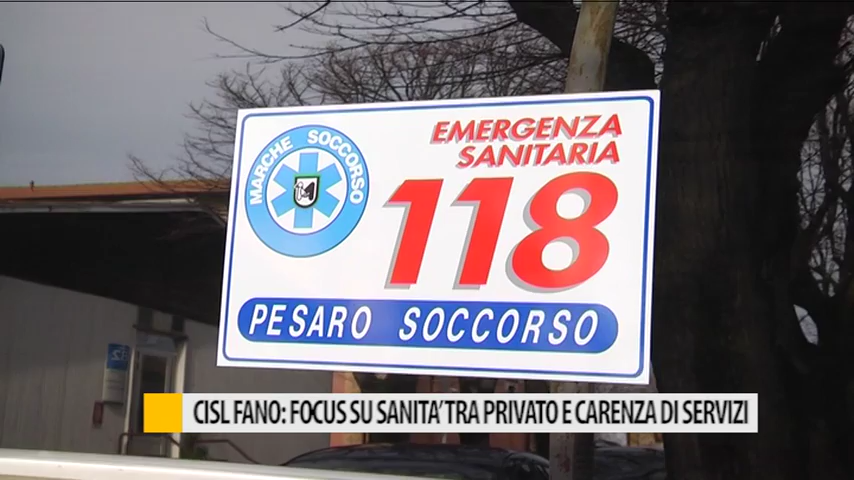 MARCHE SOCCORSO
EMERGENZA
SANITARIA
118
PESARO SOCCORSO
CISL FANO: FOCUS SU SANITA' TRA PRIVATO E CARENZA DI SERVIZI